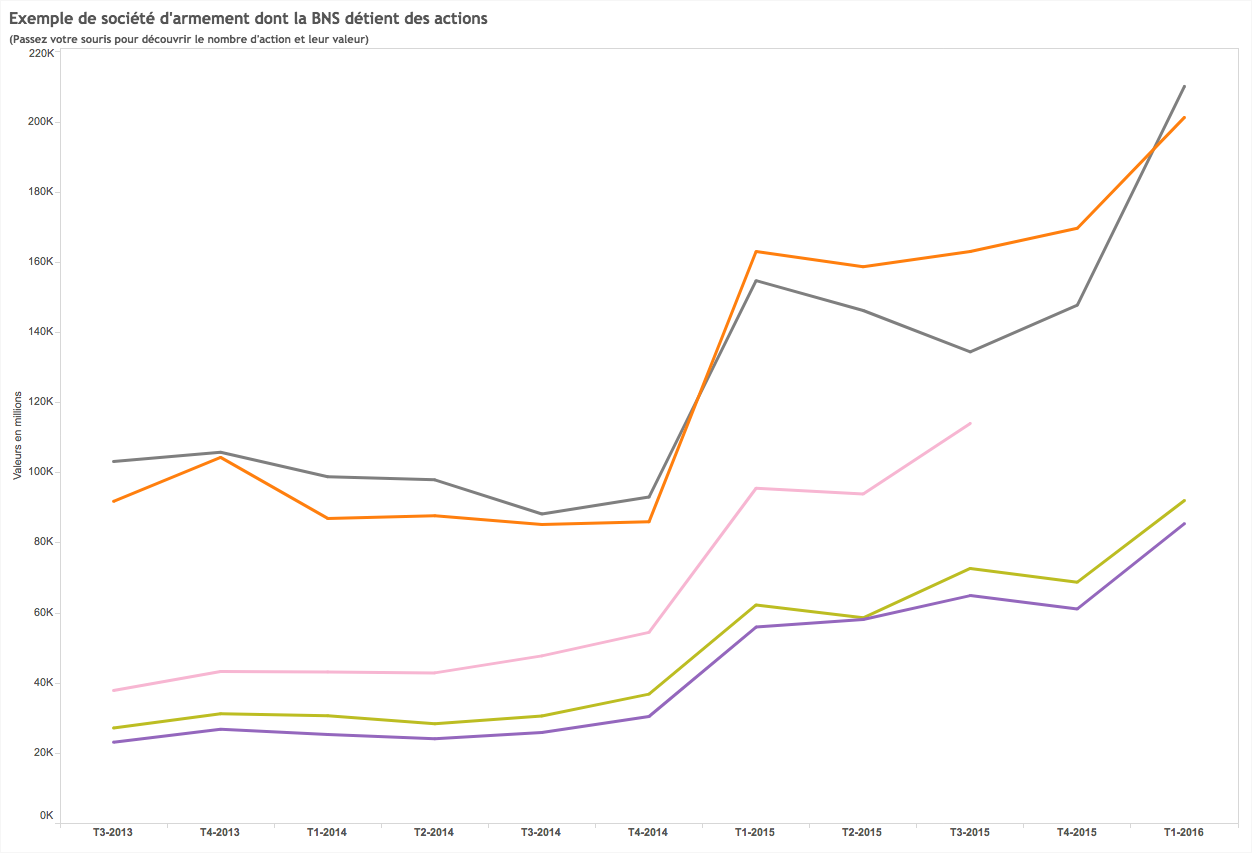 Exemple de société d'armement dont la BNS détient des actions
(Passez votre souris pour découvrir le nombre d'action et leur valeur)
220K
200K
180K
160K
140K
120K
100K
80K
60K
40K
20K
0K
Valeurs en millions
T3-2013 T4-2013 T1-2014 T2-2014 T3-2014 T4-2014 T1-2015 T2-2015 T3-2015 T4-2015 T1-2016